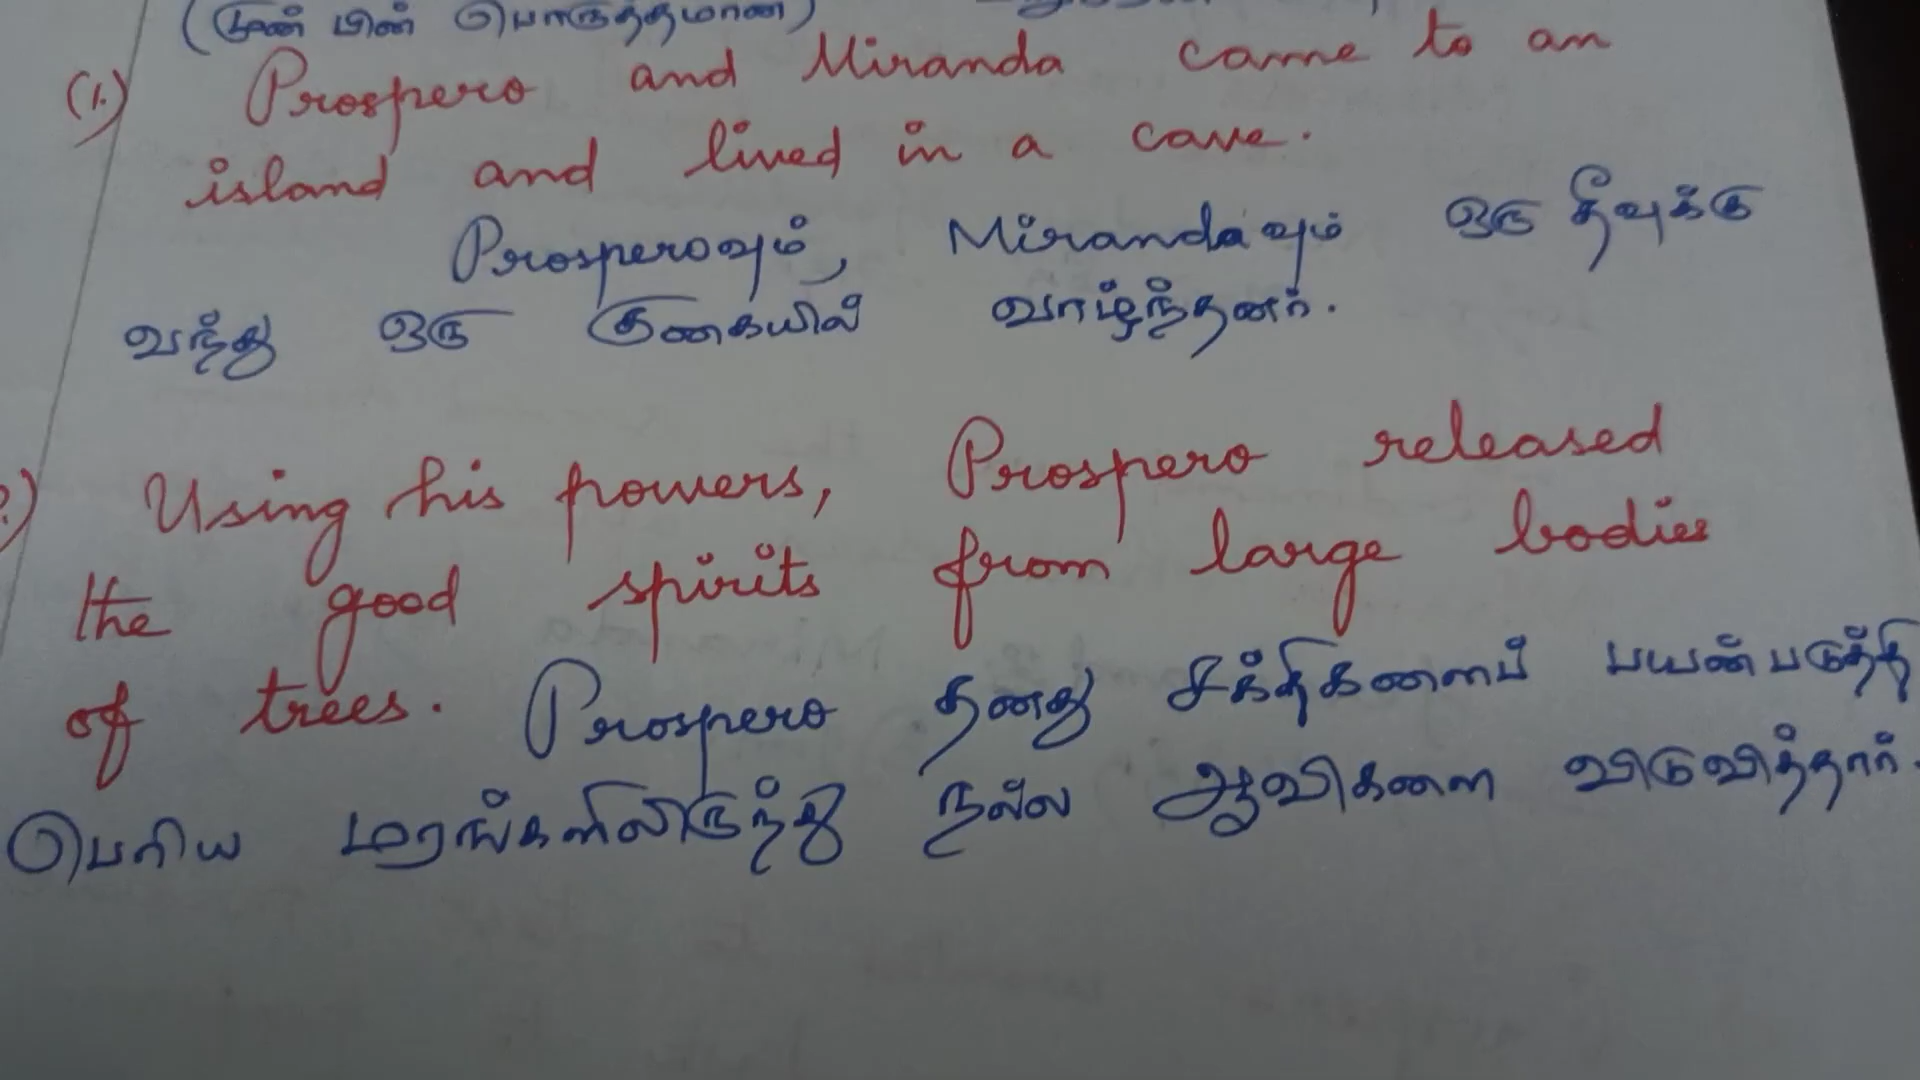 (முன் பின் பொருத்தமான)
(1.) Prospero and Miranda came to an
island and lived in a cave.
Prosperoவும், Mirandaவும் ஒரு தீவுக்கு
வந்து ஒரு குகையில் வாழ்ந்தனர்.
Using his powers, Prospero released
the good spirits from large bodies
of trees. Prospero தனது சக்திகளைப் பயன்படுத்தி
பெரிய மரங்களிலிருந்து நல்ல ஆவிகளை விடுவித்தார்.